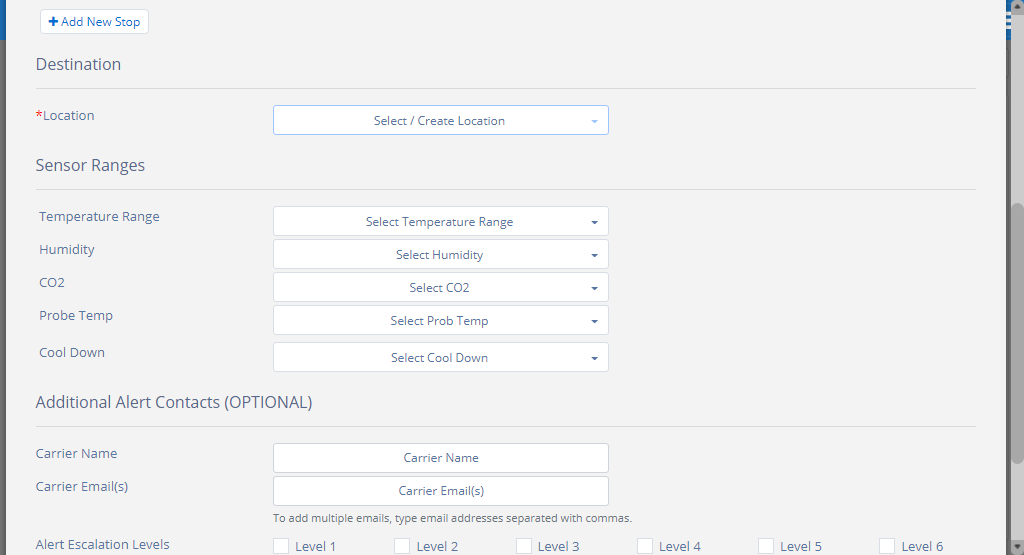 Add New Stop
Destination
*Location
Select / Create Location
Sensor Ranges
Temperature Range
Select Temperature Range
Humidity
Select Humidity
CO2
Select CO2
Probe Temp
Select Prob Temp
Cool Down
Select Cool Down
Additional Alert Contacts (OPTIONAL)
Carrier Name
Carrier Name
Carrier Email(s)
Carrier Email(s)
To add multiple emails, type email addresses separated with commas.
Alert Escalation Levels
Level 1 Level 2 Level 3 Level 4 Level 5 Level 6